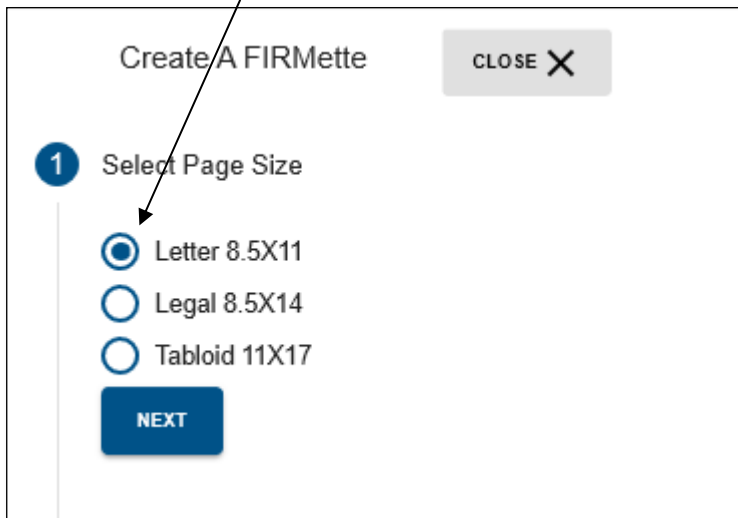 Create A FIRMette
CLOSE
1 Select Page Size
Letter 8.5X11
Legal 8.5X14
Tabloid 11X17
NEXT